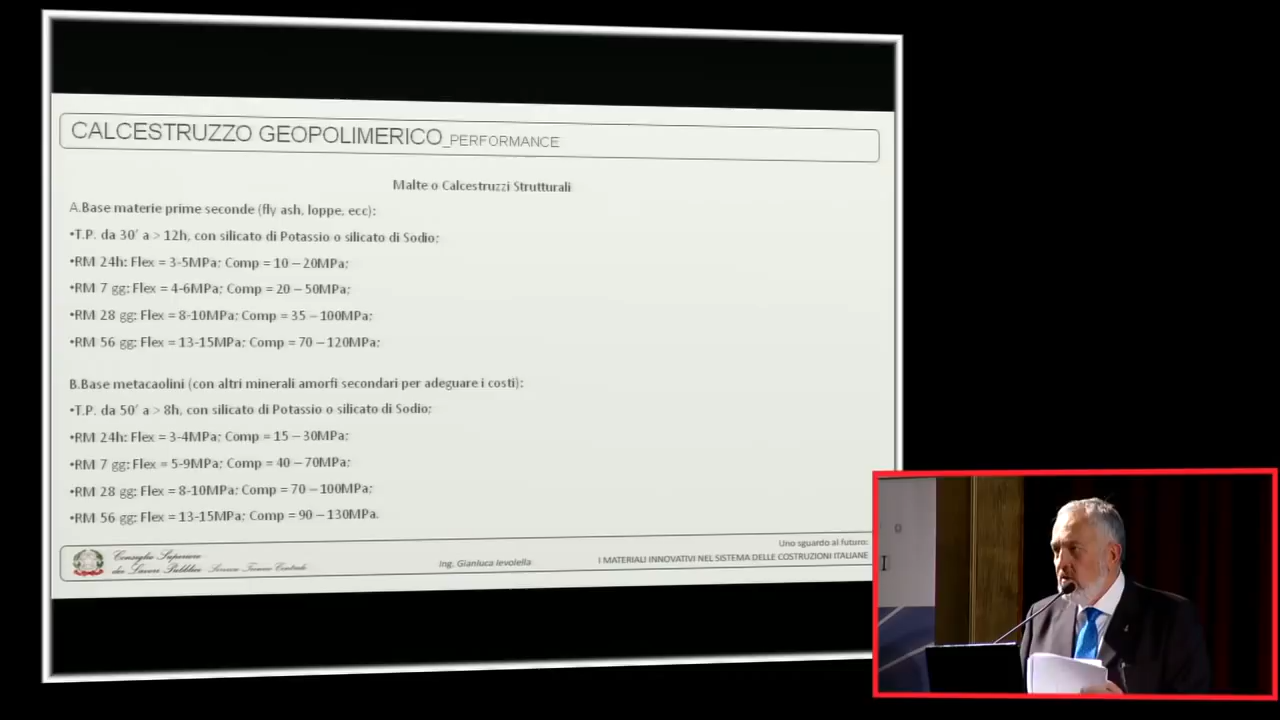 CALCESTRUZZO GEOPOLIMERICO_PERFORMANCE
Malte o Calcestruzzi Strutturali
A.Base materie prime seconde (fly ash, loppe, ecc):
•T.P. da 30' a > 12h, con silicato di Potassio o silicato di Sodio;
•RM 24h: Flex = 3-5MPa; Comp = 10 – 20MPa;
•RM 7 gg: Flex = 4-6MPa; Comp = 20 – 50MPa;
•RM 28 gg: Flex = 8-10MPa; Comp = 35 – 100MPa;
•RM 56 gg: Flex = 13-15MPa; Comp = 70 – 120MPa;
B.Base metacaolini (con altri minerali amorfi secondari per adeguare i costi):
•T.P. da 50' a > 8h, con silicato di Potassio o silicato di Sodio;
•RM 24h: Flex = 3-4MPa; Comp = 15 – 30MPa;
•RM 7 gg: Flex = 5-9MPa; Comp = 40 – 70MPa;
•RM 28 gg: Flex = 8-10MPa; Comp = 70 – 100MPa;
•RM 56 gg: Flex = 13-15MPa; Comp = 90 – 130MPa.
Consiglio Superiore
dei Lavori Pubblici Servizio Tecnico Centrale
Ing. Gianluca Ievolella
Uno sguardo al futuro:
I MATERIALI INNOVATIVI NEL SISTEMA DELLE COSTRUZIONI ITALIANE